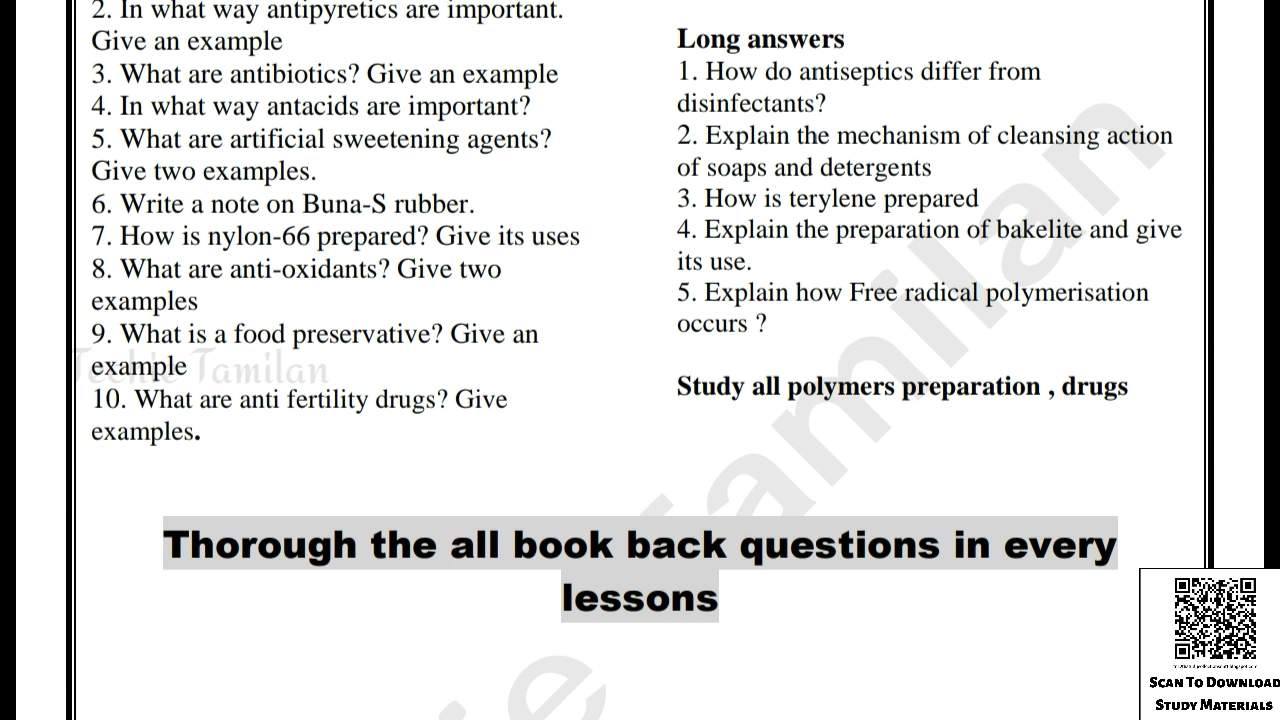 2. In what way antipyretics are important.
Give an example
3. What are antibiotics? Give an example
4. In what way antacids are important?
5. What are artificial sweetening agents?
Give two examples.
6. Write a note on Buna-S rubber.
7. How is nylon-66 prepared? Give its uses
8. What are anti-oxidants? Give two
examples
9. What is a food preservative? Give an
example
10. What are anti fertility drugs? Give
examples.
Long answers
1. How do antiseptics differ from
disinfectants?
2. Explain the mechanism of cleansing action
of soaps and detergents
3. How is terylene prepared
4. Explain the preparation of bakelite and give
its use.
5. Explain how Free radical polymerisation
occurs ?
Study all polymers preparation , drugs
Techie Tamilan
Thorough the all book back questions in every
lessons
SCAN TO DOWNLOAD
STUDY MATERIALS